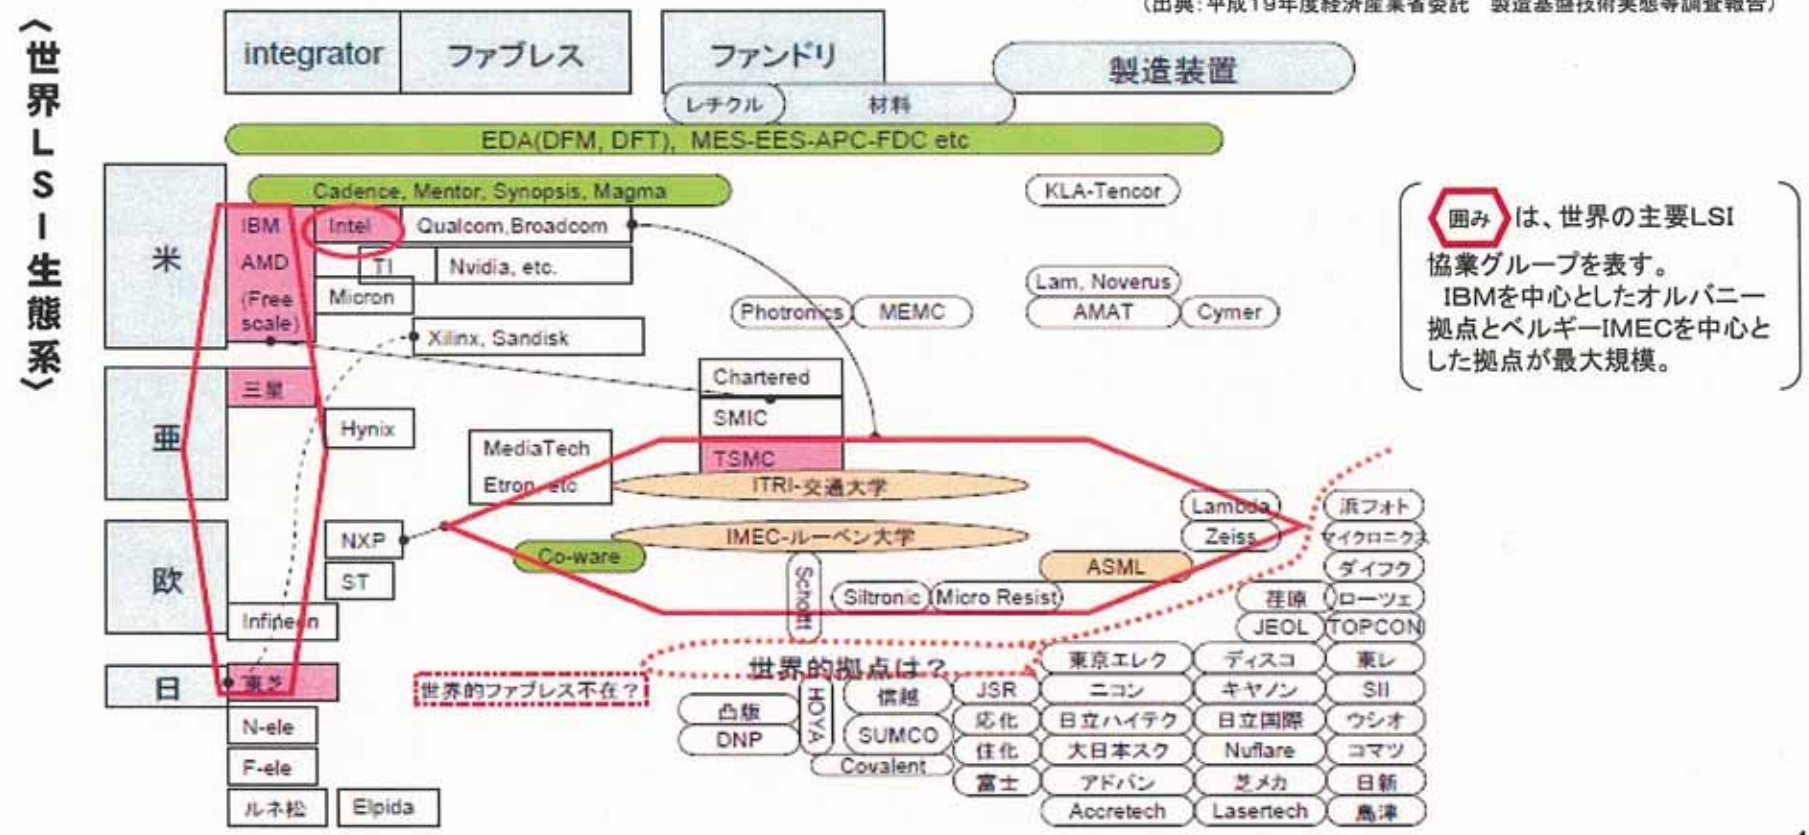 （出典：平成19年度経済産業省委託　製造基盤技術実態等調査報告）
〈世界LSI生態系〉
integrator
ファブレス
ファンドリ
製造装置
レチクル
材料
EDA(DFM, DFT), MES-EES-APC-FDC etc
Cadence, Mentor, Synopsis, Magma
KLA-Tencor
米
IBM
AMD
(Free
scale)
Intel
Qualcom,Broadcom
TI
Nvidia, etc.
Micron
Xilinx, Sandisk
Photronics
MEMC
Lam, Noverus
AMAT
Cymer
囲み は、世界の主要LSI
協業グループを表す。
IBMを中心としたオルバニー
拠点とベルギーIMECを中心と
した拠点が最大規模。
亜
三星
Hynix
MediaTech
Etron, etc
Chartered
SMIC
TSMC
ITRI-交通大学
欧
NXP
ST
Infineon
Co-ware
IMEC-ルーベン大学
Schott
Siltronic
Micro Resist
ASML
Lambda
Zeiss
浜フォト
マイクロニクス
ダイフク
荏原
ローツェ
JEOL
TOPCON
日
東芝
N-ele
F-ele
ルネ松
Elpida
世界的ファブレス不在？
世界的拠点は？
凸版
DNP
HOYA
信越
SUMCO
Covalent
JSR
応化
住化
富士
東京エレク
ディスコ
東レ
ニコン
キヤノン
SII
日立ハイテク
日立国際
ウシオ
大日本スク
Nuflare
コマツ
アドバン
芝メカ
日新
Accretech
Lasertech
島津